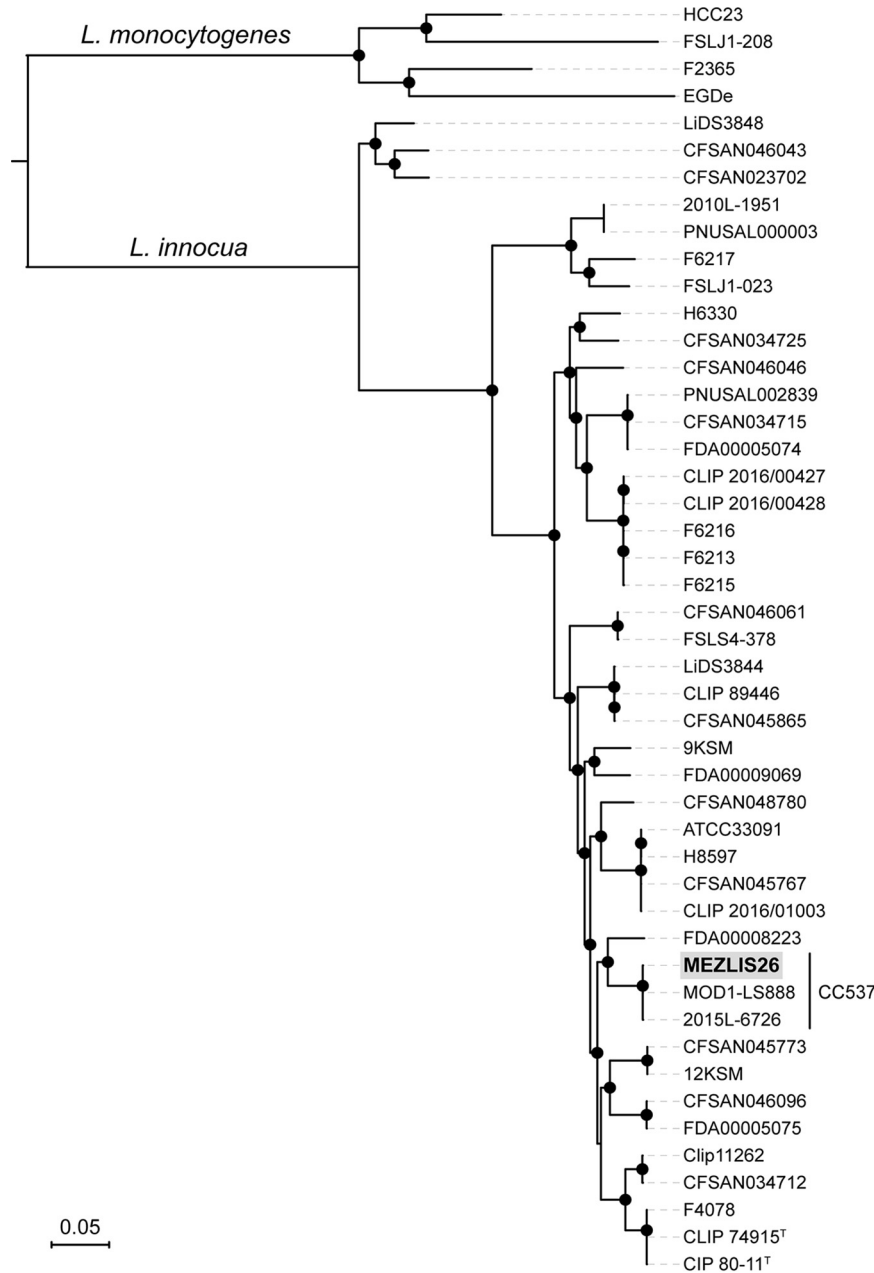 HCC23
L. monocytogenes
FSLJ1-208
F2365
EGDe
LiDS3848
CFSAN046043
CFSAN023702
2010L-1951
PNUSAL000003
L. innocua
F6217
FSLJ1-023
H6330
CFSAN034725
CFSAN046046
PNUSAL002839
CFSAN034715
FDA00005074
CLIP 2016/00427
CLIP 2016/00428
F6216
F6213
F6215
CFSAN046061
FSLS4-378
LiDS3844
CLIP 89446
CFSAN045865
9KSM
FDA00009069
CFSAN048780
ATCC33091
H8597
CFSAN045767
CLIP 2016/01003
FDA00008223
MEZLIS26
MOD1-LS888 CC537
2015L-6726
CFSAN045773
12KSM
CFSAN046096
FDA00005075
Clip11262
CFSAN034712
F4078
0.05
CLIP 74915ᵀ
CIP 80-11ᵀ